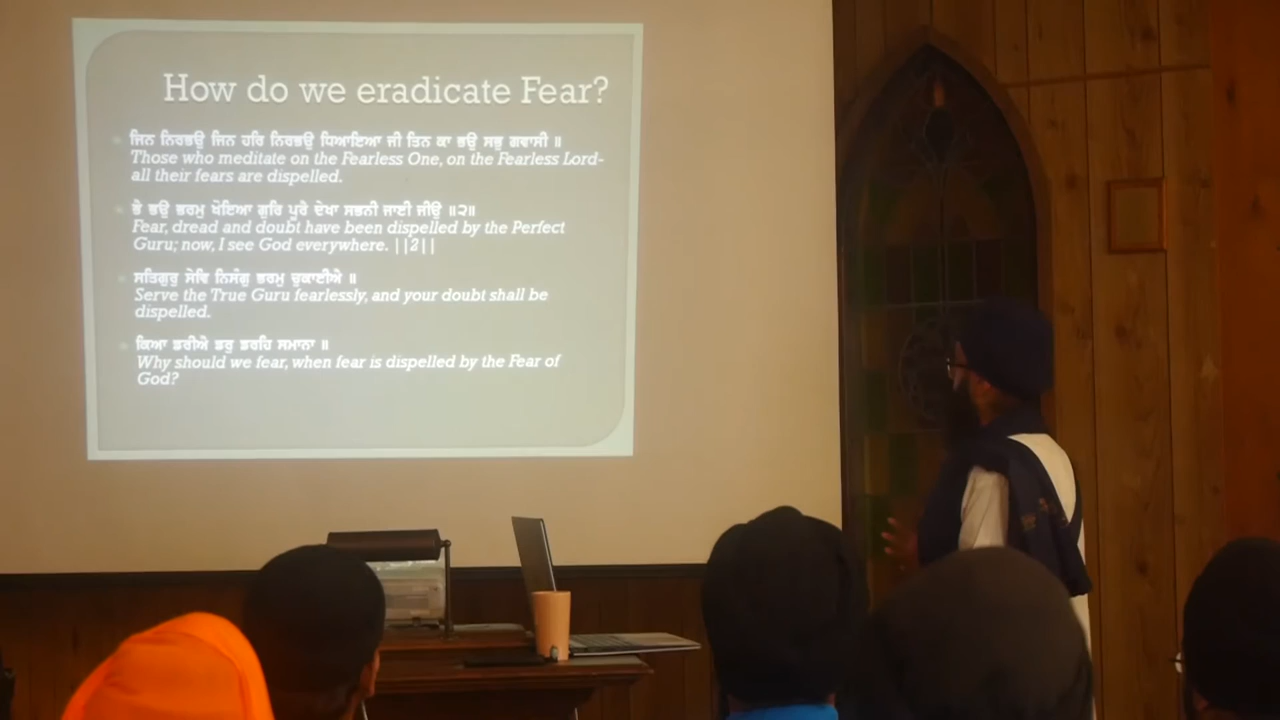 How do we eradicate Fear?
ਜਿਨ ਨਿਰਭਉ ਜਿਨ ਹਰਿ ਨਿਰਭਉ ਧਿਆਇਆ ਜੀ ਤਿਨ ਕਾ ਭਉ ਸਭੁ ਗਵਾਸੀ ॥
Those who meditate on the Fearless One, on the Fearless Lord-
all their fears are dispelled.
ਭੈ ਭਉ ਭਰਮੁ ਖੋਇਆ ਗੁਰਿ ਪੂਰੈ ਦੇਖਾ ਸਭਨੀ ਜਾਈ ਜੀਉ ॥੨॥
Fear, dread and doubt have been dispelled by the Perfect
Guru; now, I see God everywhere. ||2||
ਸਤਿਗੁਰੁ ਸੇਵਿ ਨਿਸੰਗੁ ਭਰਮੁ ਚੁਕਾਈਐ ॥
Serve the True Guru fearlessly, and your doubt shall be
dispelled.
ਕਿਆ ਡਰੀਐ ਡਰੁ ਡਰਹਿ ਸਮਾਨਾ ॥
Why should we fear, when fear is dispelled by the Fear of
God?